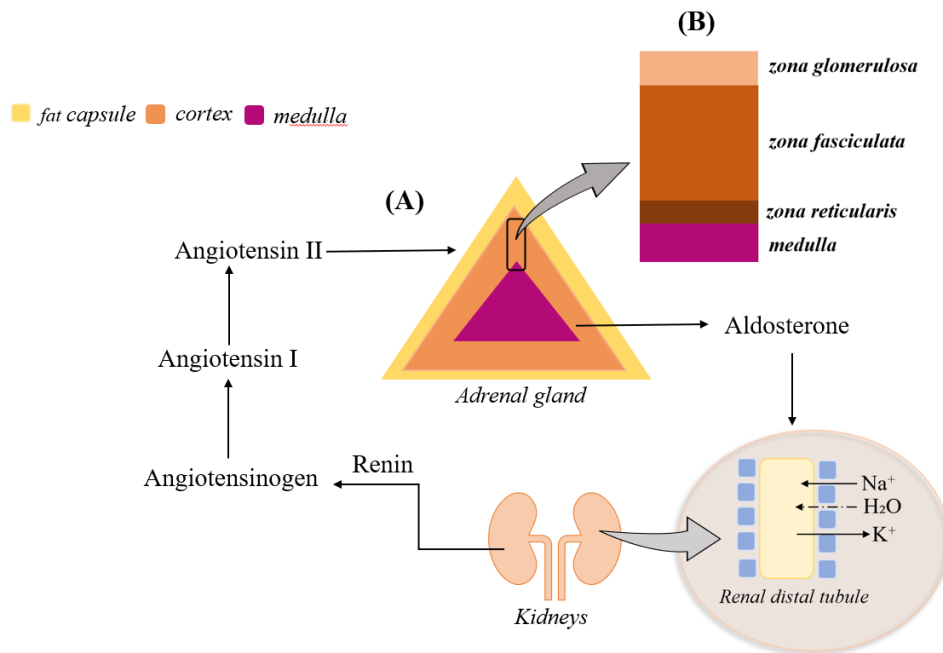 (B)
zona glomerulosa
fat capsule cortex medulla
zona fasciculata
(A)
zona reticularis
Angiotensin II
medulla
Aldosterone
Angiotensin I
Adrenal gland
Angiotensinogen
Renin
Na⁺
H₂O
K⁺
Renal distal tubule
Kidneys